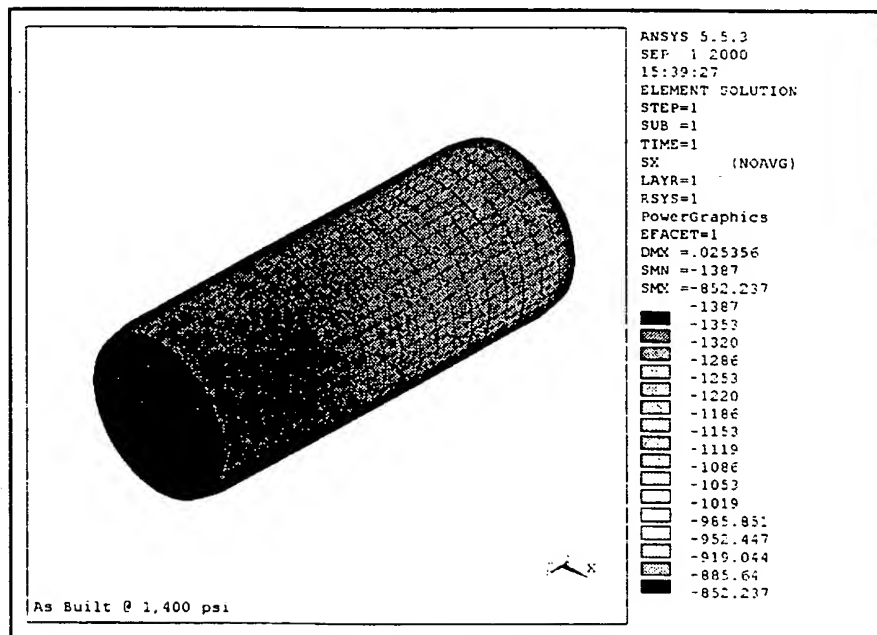 ANSYS 5.5.3
SEP 1 2000
15:39:27
ELEMENT SOLUTION
STEP=1
SUB =1
TIME=1
SX (NOAVG)
LAYR=1
RSYS=1
PowerGraphics
EFACET=1
DMX =.025356
SMN =-1387
SMX =-852.237
-1387
-1353
-1320
-1286
-1253
-1220
-1186
-1153
-1119
-1086
-1053
-1019
-985.851
-952.447
-919.044
-885.64
-852.237
X
As Built @ 1,400 psi